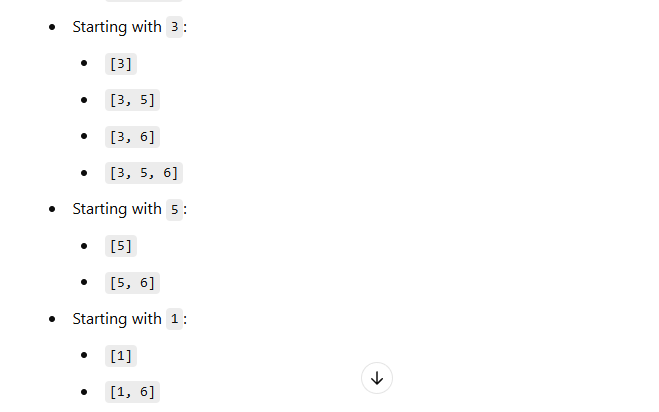 Starting with 3:
[3]
[3, 5]
[3, 6]
[3, 5, 6]
Starting with 5:
[5]
[5, 6]
Starting with 1:
[1]
[1, 6]